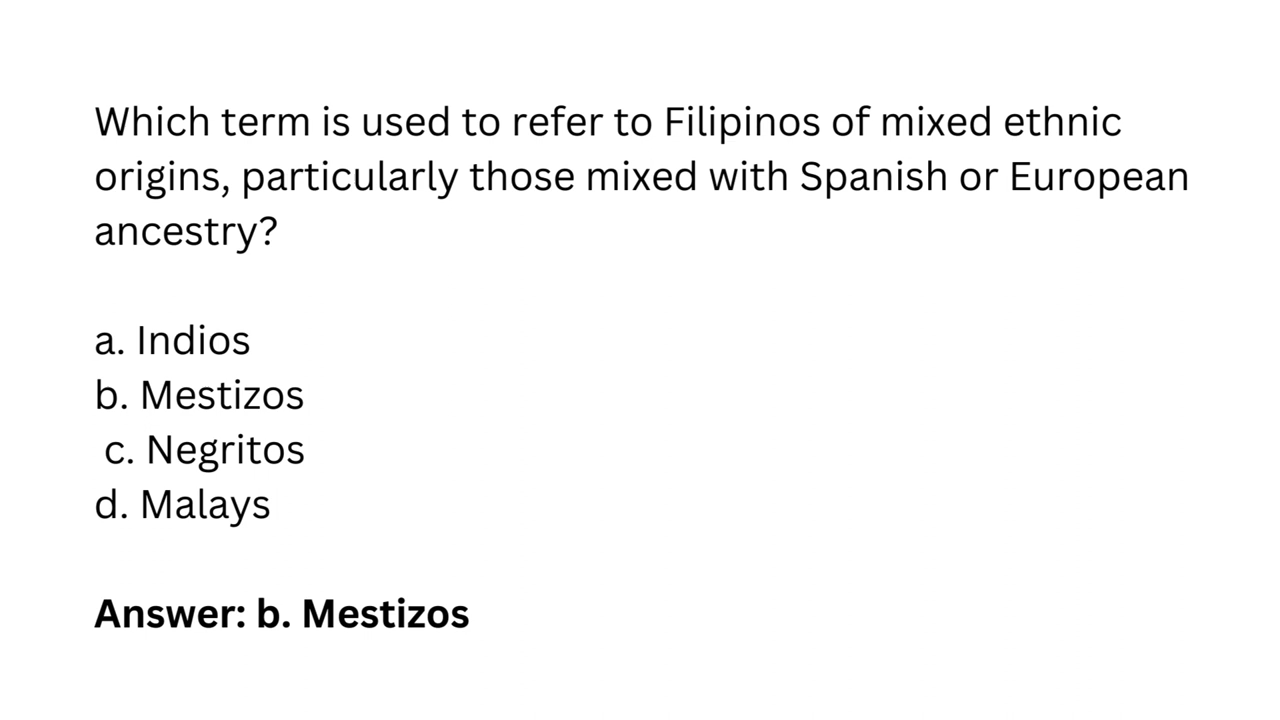 Which term is used to refer to Filipinos of mixed ethnic
origins, particularly those mixed with Spanish or European
ancestry?
a. Indios
b. Mestizos
c. Negritos
d. Malays
Answer: b. Mestizos